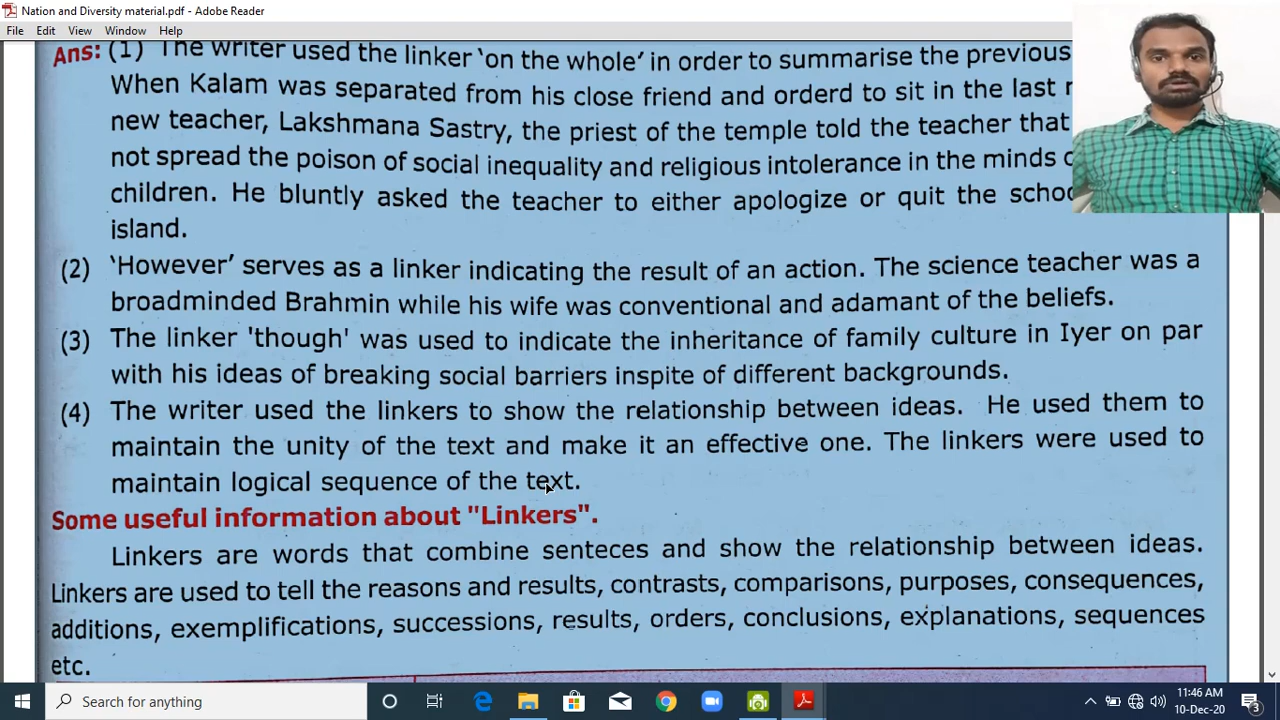 Nation and Diversity material.pdf - Adobe Reader
File Edit View Window Help
Ans: (1) The writer used the linker ‘on the whole’ in order to summarise the previous
When Kalam was separated from his close friend and orderd to sit in the last
new teacher, Lakshmana Sastry, the priest of the temple told the teacher that
not spread the poison of social inequality and religious intolerance in the minds
children. He bluntly asked the teacher to either apologize or quit the
island.
(2) ‘However’ serves as a linker indicating the result of an action. The science teacher was a
broadminded Brahmin while his wife was conventional and adamant of the beliefs.
(3) The linker 'though' was used to indicate the inheritance of family culture in Iyer on par
with his ideas of breaking social barriers inspite of different backgrounds.
(4) The writer used the linkers to show the relationship between ideas. He used them to
maintain the unity of the text and make it an effective one. The linkers were used to
maintain logical sequence of the text.
Some useful information about "Linkers".
Linkers are words that combine senteces and show the relationship between ideas.
Linkers are used to tell the reasons and results, contrasts, comparisons, purposes, consequences,
additions, exemplifications, successions, results, orders, conclusions, explanations, sequences
etc.
Search for anything
11:46 AM
10-Dec-20
3